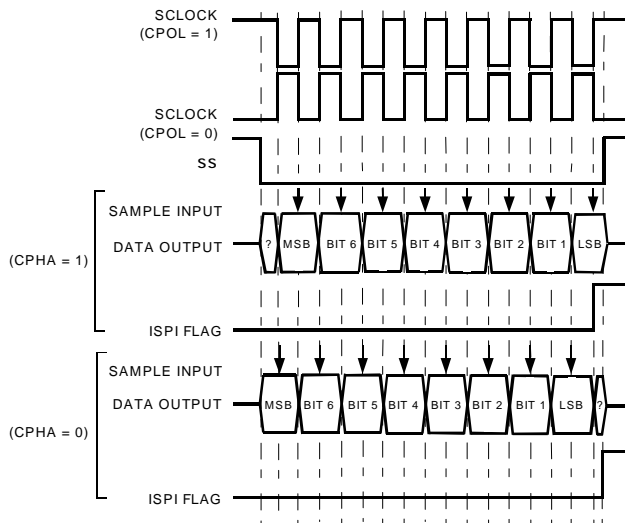 SCLOCK
(CPOL = 1)
SCLOCK
(CPOL = 0)
SS
(CPHA = 1)
SAMPLE INPUT
DATA OUTPUT
? MSB BIT 6 BIT 5 BIT 4 BIT 3 BIT 2 BIT 1 LSB
ISPI FLAG
(CPHA = 0)
SAMPLE INPUT
DATA OUTPUT
MSB BIT 6 BIT 5 BIT 4 BIT 3 BIT 2 BIT 1 LSB ?
ISPI FLAG